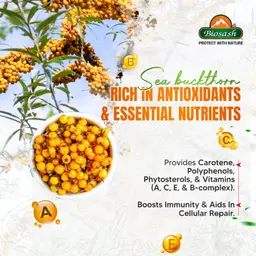 Biosash
PROTECT WITH NATURE
B
Sea buckthorn
RICH IN ANTIOXIDANTS
& ESSENTIAL NUTRIENTS
C
Provides Carotene,
Polyphenols,
Phytosterols, & Vitamins
(A, C, E, & B-complex).
Boosts Immunity & Aids In
Cellular Repair.
A
E